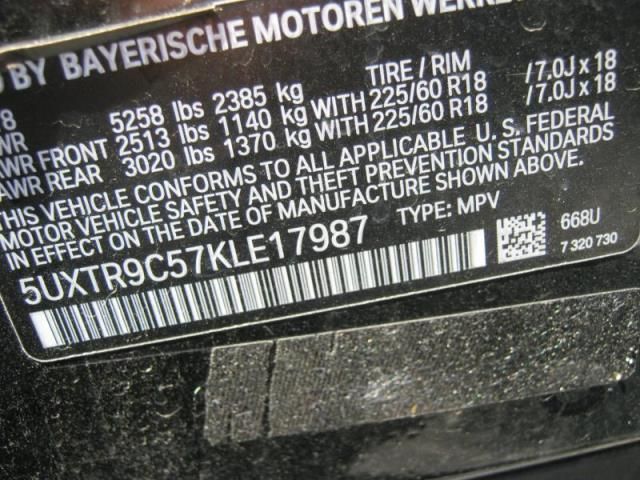 BY BAYERISCHE MOTOREN
8
5258 lbs 2385 kg TIRE / RIM
FRONT 2513 lbs 1140 kg WITH 225/60 R18 /7.0J x 18
REAR 3020 lbs 1370 kg WITH 225/60 R18 /7.0J x 18
THIS VEHICLE CONFORMS TO ALL APPLICABLE U.S. FEDERAL
MOTOR VEHICLE SAFETY AND THEFT PREVENTION STANDARDS
IN EFFECT ON THE DATE OF MANUFACTURE SHOWN ABOVE.
5UXTR9C57KLE17987 TYPE: MPV
668U
7 320 730